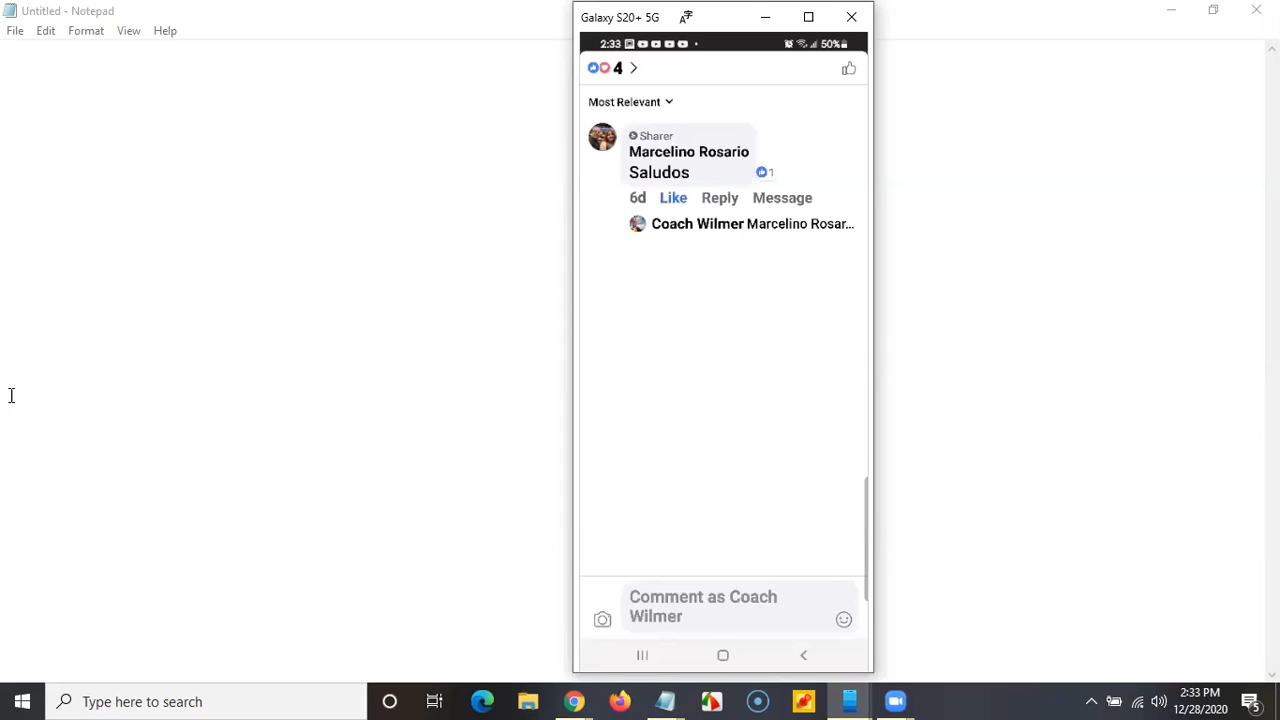 Untitled - Notepad
File Edit Format View Help
Galaxy S20+ 5G
2:33 50%
4
Most Relevant
Sharer
Marcelino Rosario
Saludos
1
6d Like Reply Message
Coach Wilmer Marcelino Rosar...
Comment as Coach
Wilmer
Type here to search
2:33 PM
12/28/2020
5